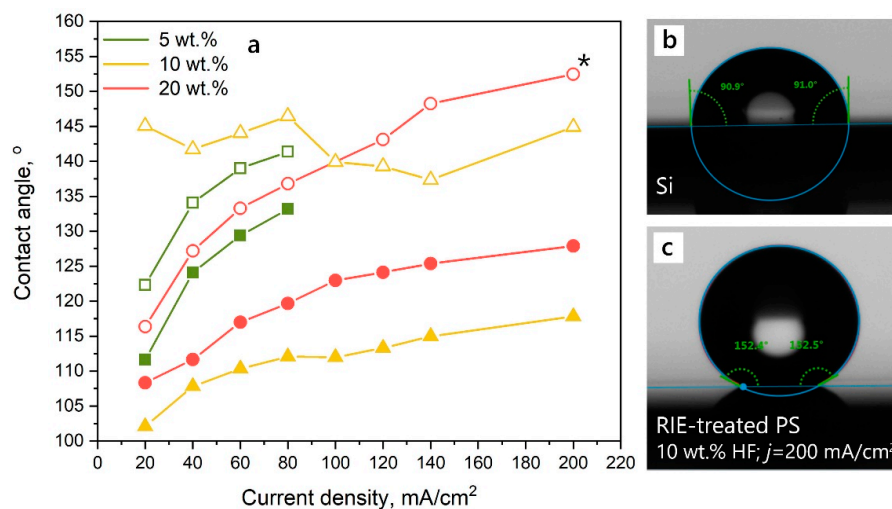 a
5 wt.%
10 wt.%
20 wt.%
*
160
155
150
145
140
135
130
125
120
115
110
105
100
Contact angle, °
0 20 40 60 80 100 120 140 160 180 200 220
Current density, mA/cm²
b
90.9° 91.0°
Si
c
152.4° 152.5°
RIE-treated PS
10 wt.% HF; j=200 mA/cm²